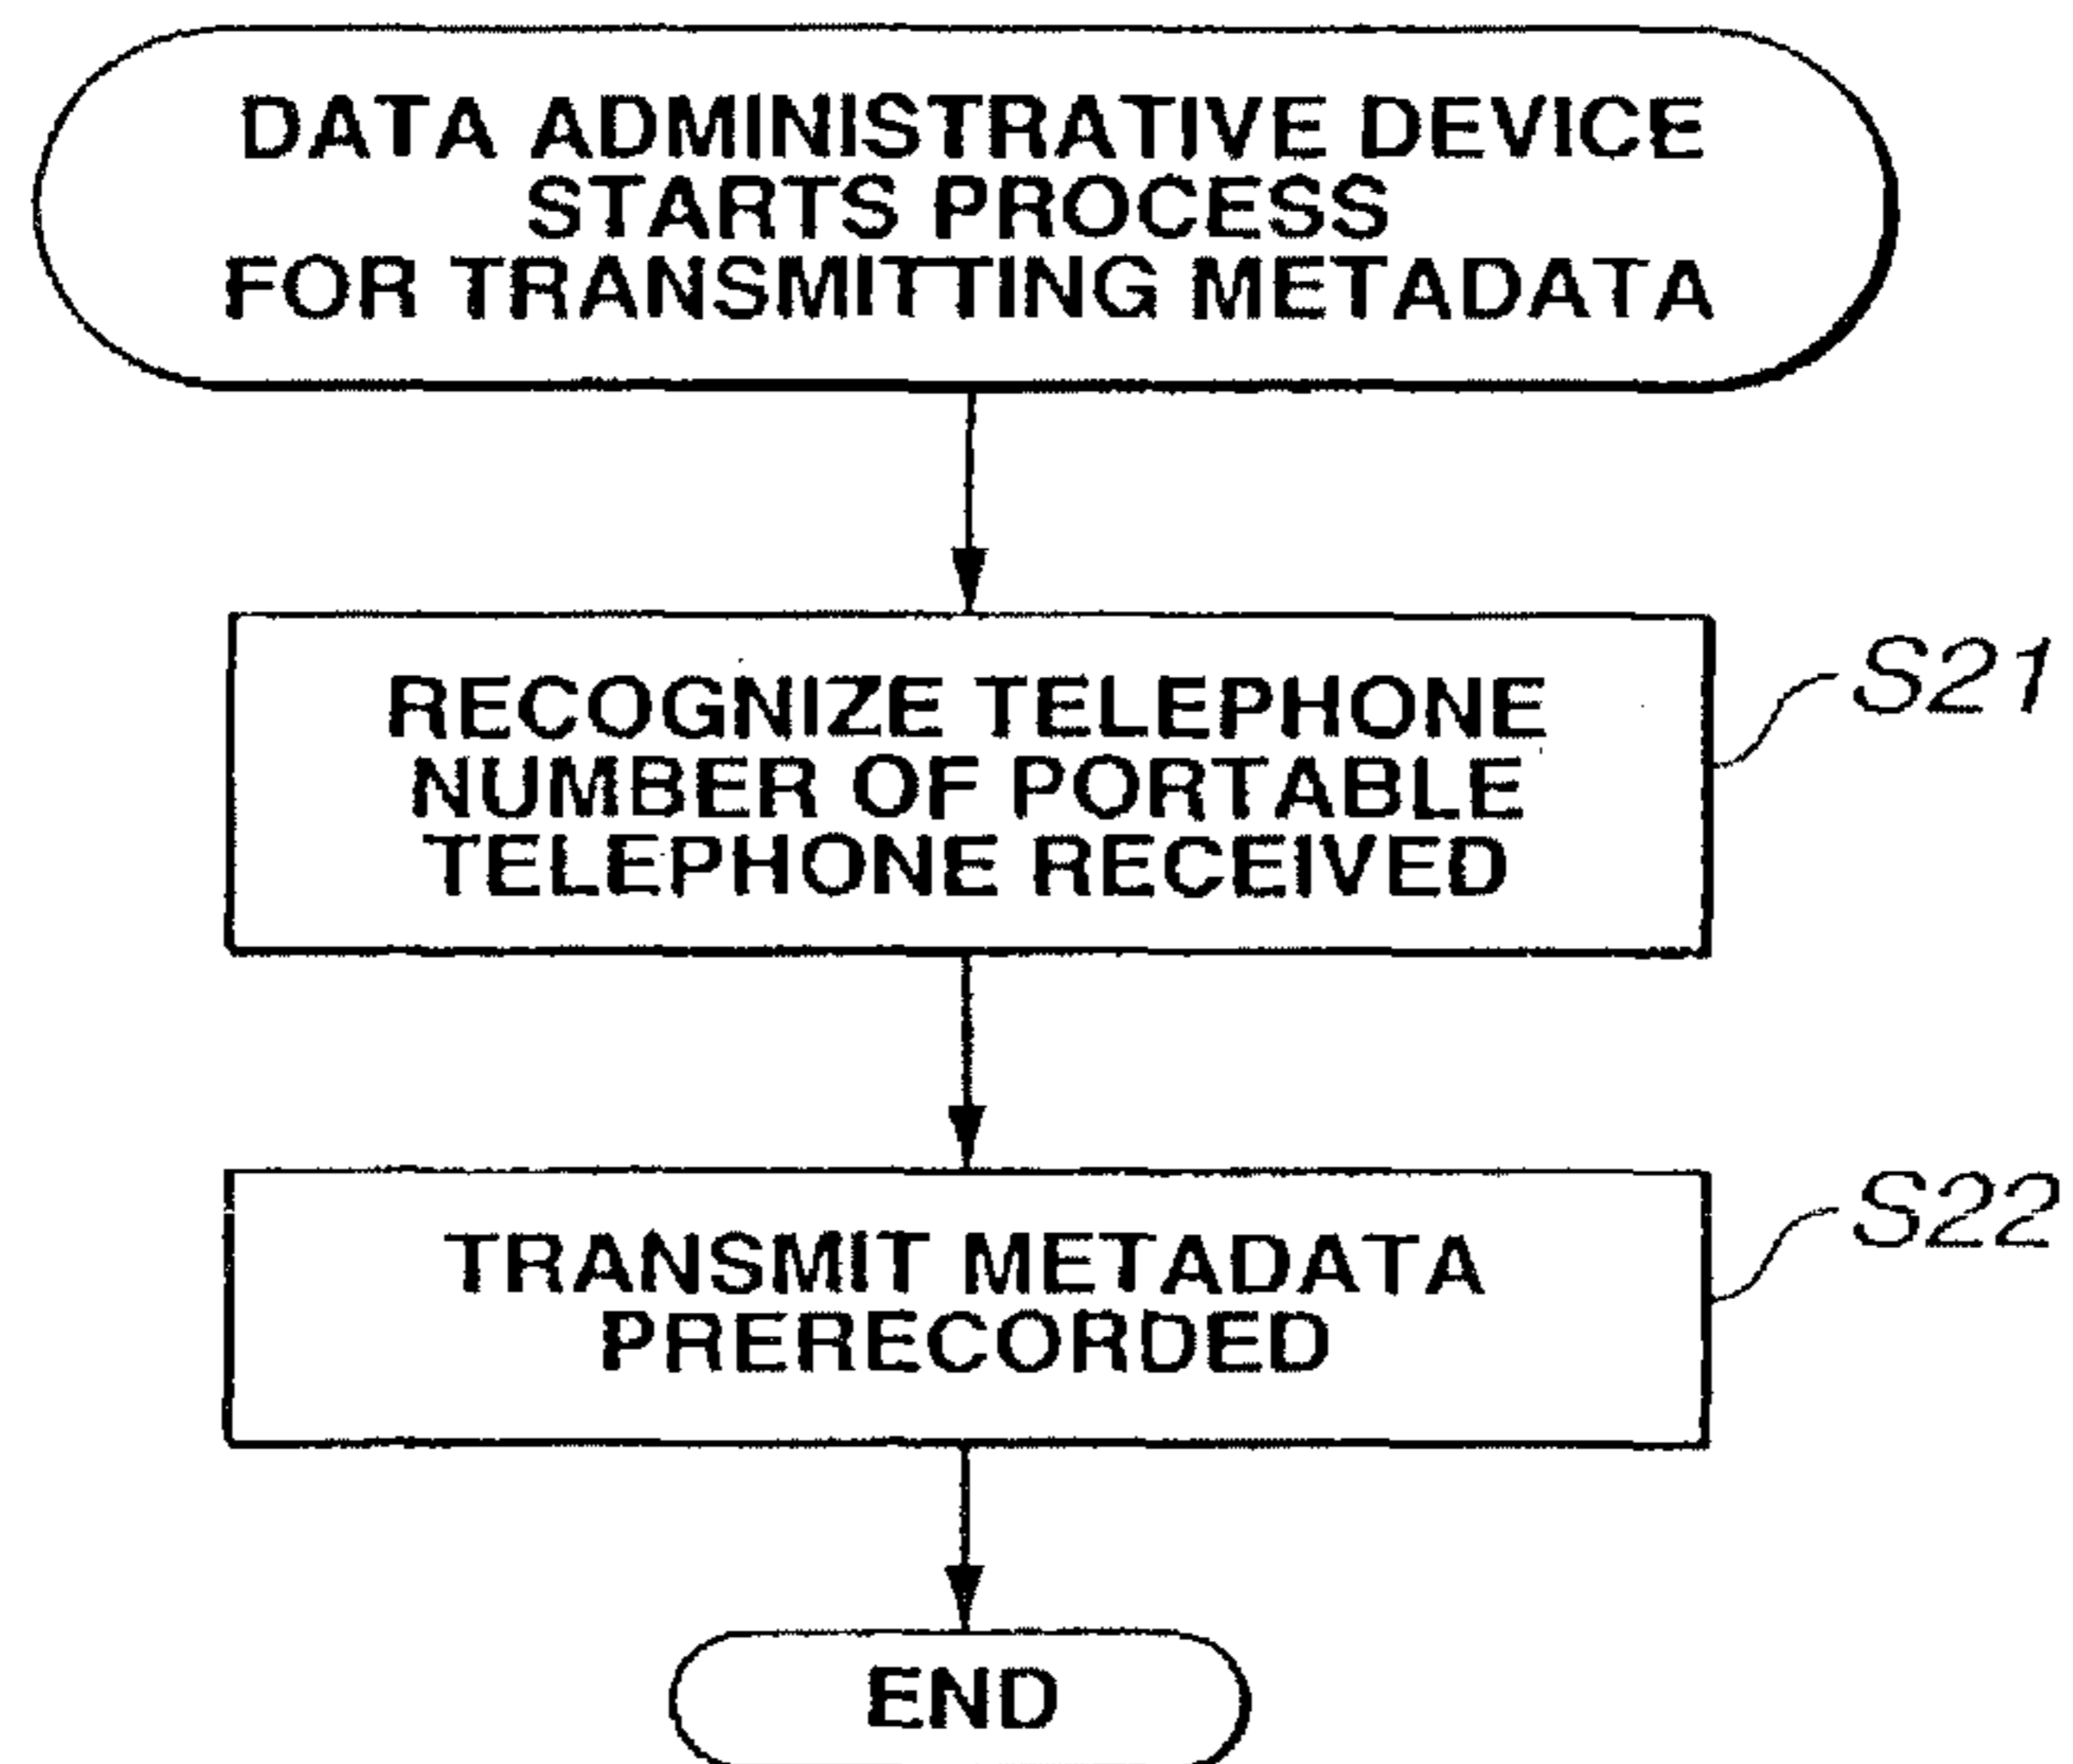 DATA ADMINISTRATIVE DEVICE
STARTS PROCESS
FOR TRANSMITTING METADATA
RECOGNIZE TELEPHONE
NUMBER OF PORTABLE
TELEPHONE RECEIVED
S21
TRANSMIT METADATA
PRERECORDED
S22
END